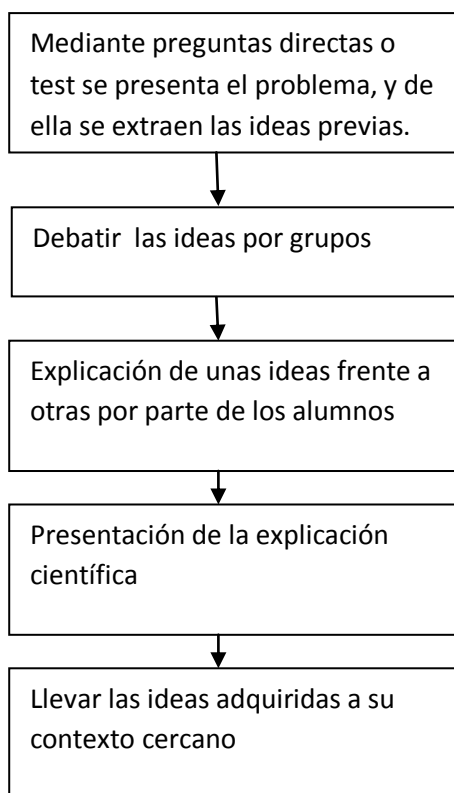 Mediante preguntas directas o
test se presenta el problema, y de
ella se extraen las ideas previas.
Debatir  las ideas por grupos
Explicación de unas ideas frente a
otras por parte de los alumnos
Presentación de la explicación
científica
Llevar las ideas adquiridas a su
contexto cercano